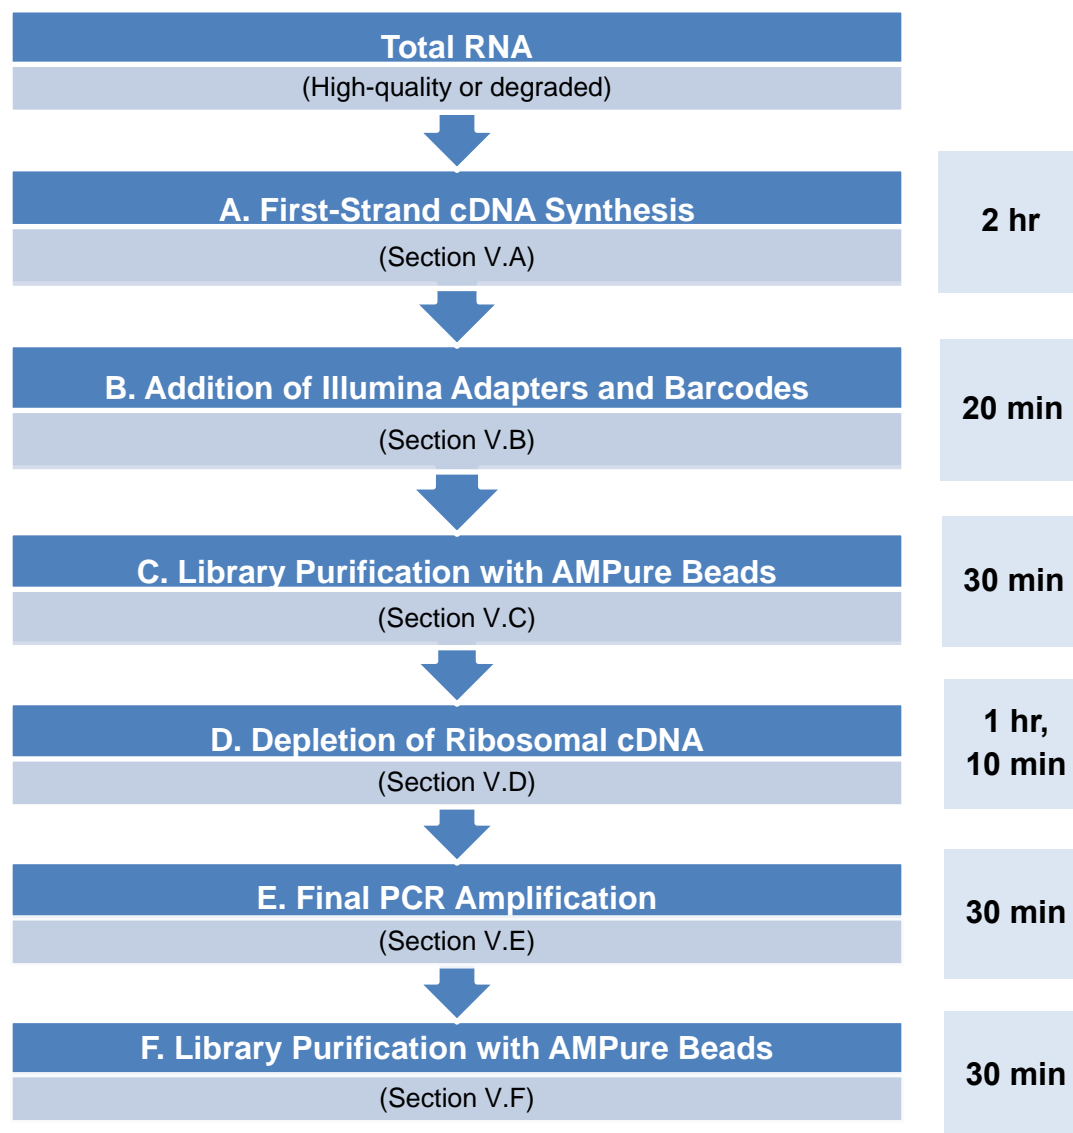 Total RNA
(High-quality or degraded)
A. First-Strand cDNA Synthesis
(Section V.A)
2 hr
B. Addition of Illumina Adapters and Barcodes
(Section V.B)
20 min
C. Library Purification with AMPure Beads
(Section V.C)
30 min
D. Depletion of Ribosomal cDNA
(Section V.D)
1 hr,
10 min
E. Final PCR Amplification
(Section V.E)
30 min
F. Library Purification with AMPure Beads
(Section V.F)
30 min